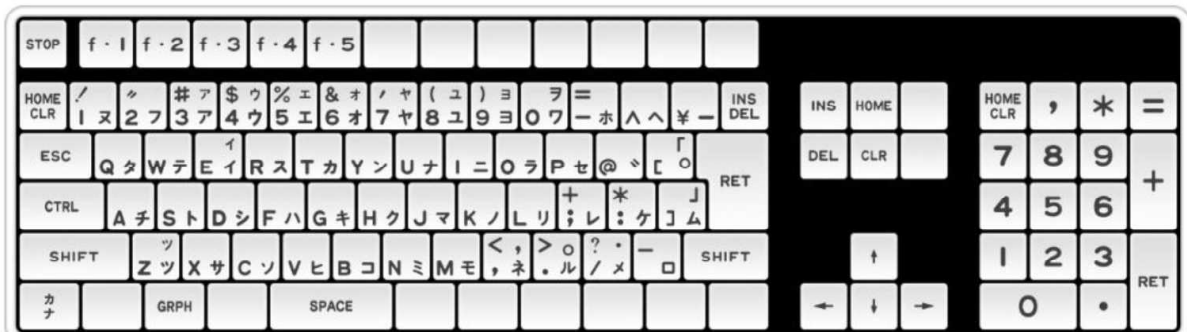 STOP f・1 f・2 f・3 f・4 f・5
HOME CLR ! 1 ヌ " 2 フ # ァ 3 ア $ ゥ 4 ウ % ェ 5 エ & ォ 6 オ ' ャ 7 ヤ ( ュ 8 ユ ) ョ 9 ヨ ヲ 0 ワ = ー ホ ^ ヘ ¥ ー INS DEL INS HOME HOME CLR , * =
ESC Q タ W テ E ィ イ R ス T カ Y ン U ナ I ニ O ラ P セ @ ゛ [ 「 ゜ RET DEL CLR 7 8 9 +
CTRL A チ S ト D シ F ハ G キ H ク J マ K ノ L リ + ; レ * : ケ 」 ] ム 4 5 6
SHIFT Z ッ ツ X サ C ソ V ヒ B コ N ミ M モ < 、 , ネ > 。 . ル ? ・ / メ _ ロ SHIFT ↑ 1 2 3 RET
カナ GRPH SPACE ← ↓ → 0 .